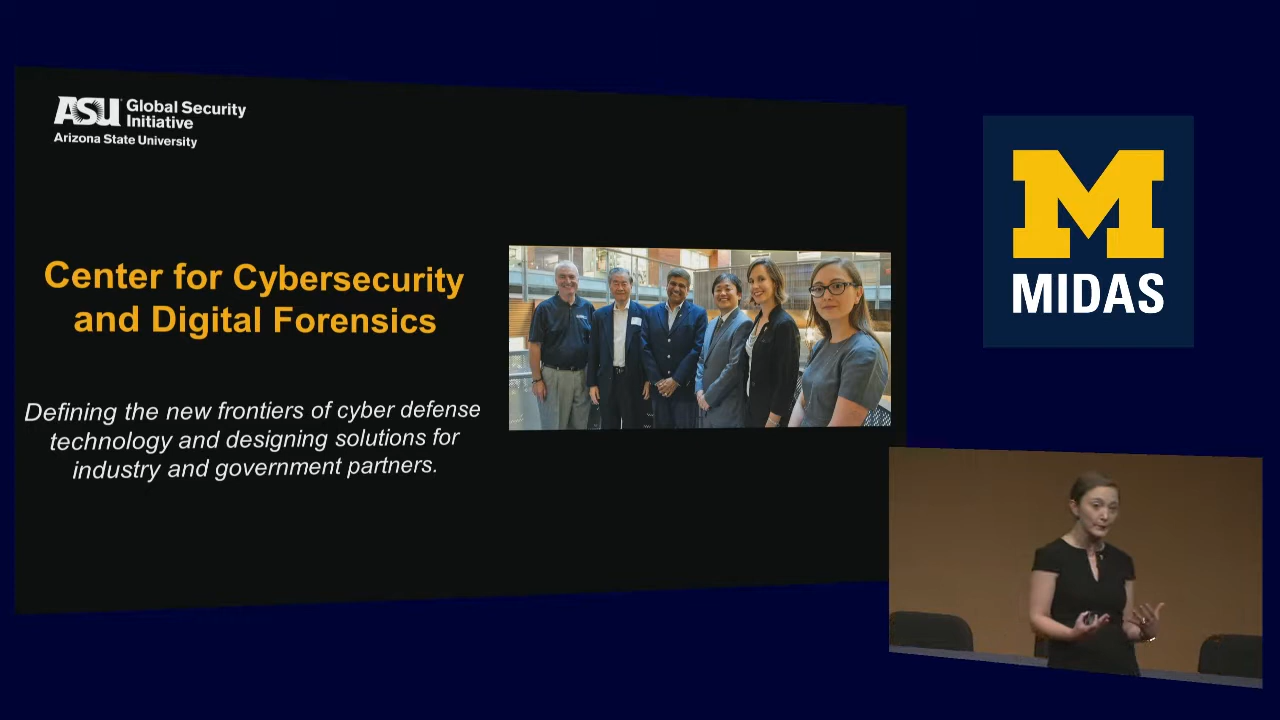 ASU Global Security
Initiative
Arizona State University
Center for Cybersecurity
and Digital Forensics
Defining the new frontiers of cyber defense
technology and designing solutions for
industry and government partners.
M
MIDAS